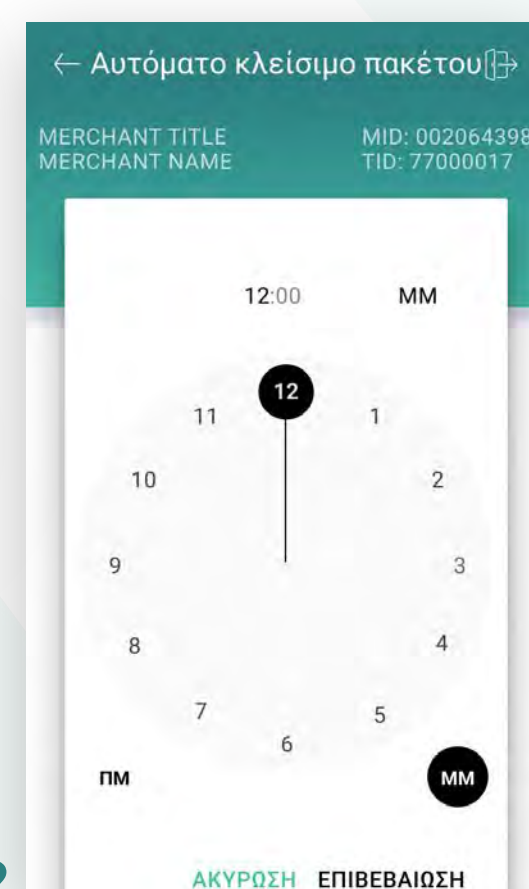 ← Αυτόματο κλείσιμο πακέτου
MERCHANT TITLE MID: 002064398
MERCHANT NAME TID: 77000017
12:00 ΜΜ
12
11 1
10 2
9 3
8 4
7 5
6
ΠΜ ΜΜ
ΑΚΥΡΩΣΗ ΕΠΙΒΕΒΑΙΩΣΗ